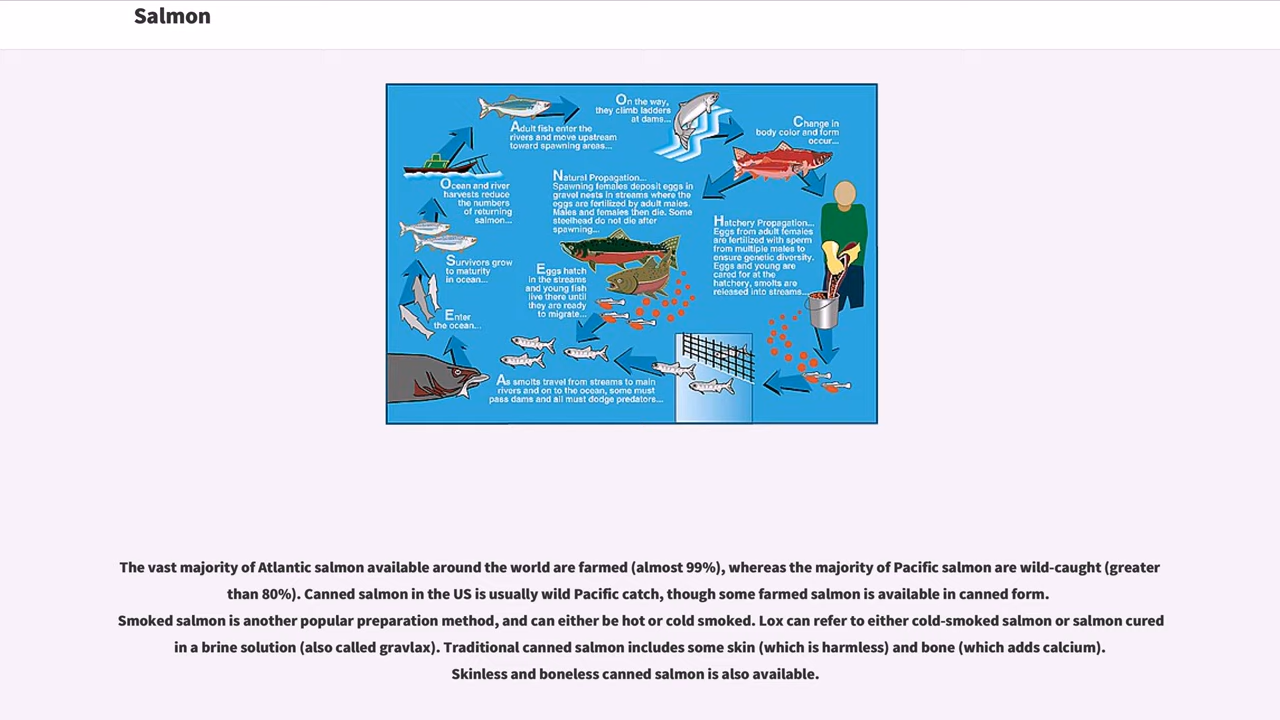 Salmon
Adult fish enter the
rivers and move upstream
toward spawning areas...
On the way,
they climb ladders
at dams...
Change in
body color and form
occur...
Ocean and river
harvests reduce
the numbers
of returning
salmon...
Natural Propagation...
Spawning females deposit eggs in
gravel nests in streams where the
eggs are fertilized by adult males.
Males and females then die. Some
steelhead do not die after
spawning...
Hatchery Propagation...
Eggs from adult females
are fertilized with sperm
from multiple males to
ensure genetic diversity.
Eggs and young are
cared for at the
hatchery, smolts are
released into streams...
Survivors grow
to maturity
in ocean...
Eggs hatch
in the streams
and young fish
live there until
they are ready
to migrate...
Enter
the ocean...
As smolts travel from streams to main
rivers and on to the ocean, some must
pass dams and all must dodge predators...
The vast majority of Atlantic salmon available around the world are farmed (almost 99%), whereas the majority of Pacific salmon are wild-caught (greater
than 80%). Canned salmon in the US is usually wild Pacific catch, though some farmed salmon is available in canned form.
Smoked salmon is another popular preparation method, and can either be hot or cold smoked. Lox can refer to either cold-smoked salmon or salmon cured
in a brine solution (also called gravlax). Traditional canned salmon includes some skin (which is harmless) and bone (which adds calcium).
Skinless and boneless canned salmon is also available.